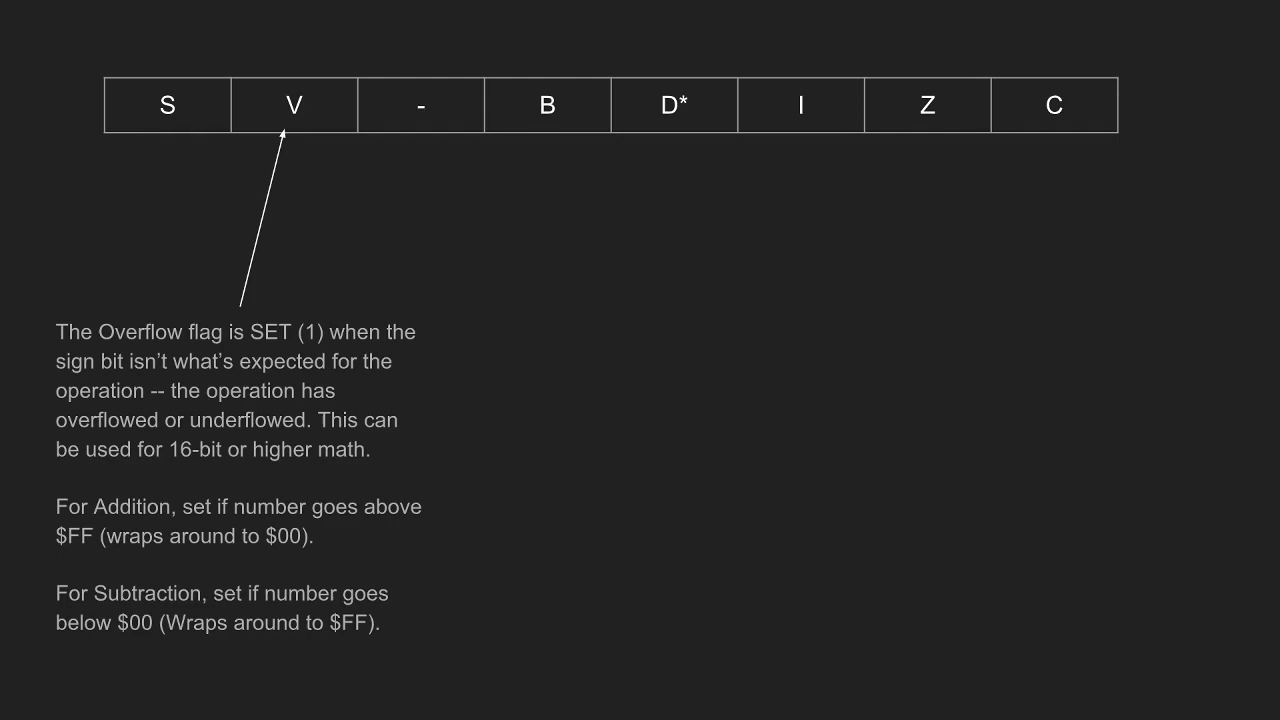 S V - B D* I Z C
The Overflow flag is SET (1) when the
sign bit isn’t what’s expected for the
operation -- the operation has
overflowed or underflowed. This can
be used for 16-bit or higher math.
For Addition, set if number goes above
$FF (wraps around to $00).
For Subtraction, set if number goes
below $00 (Wraps around to $FF).